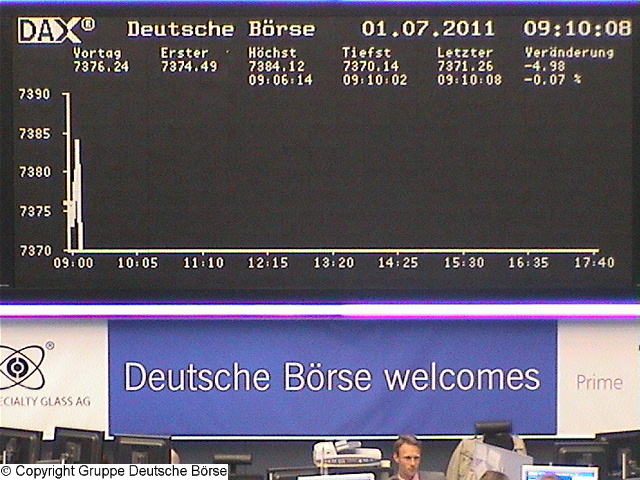 DAX® Deutsche Börse 01.07.2011 09:10:08
Vortag Erster Höchst Tiefst Letzter Veränderung
7376.24 7374.49 7384.12 7370.14 7371.26 -4.98
09:06:14 09:10:02 09:10:08 -0.07 %
7390
7385
7380
7375
7370
09:00 10:05 11:10 12:15 13:20 14:25 15:30 16:35 17:40
®
ECIALTY GLASS AG
Deutsche Börse welcomes
Prime
© Copyright Gruppe Deutsche Börse